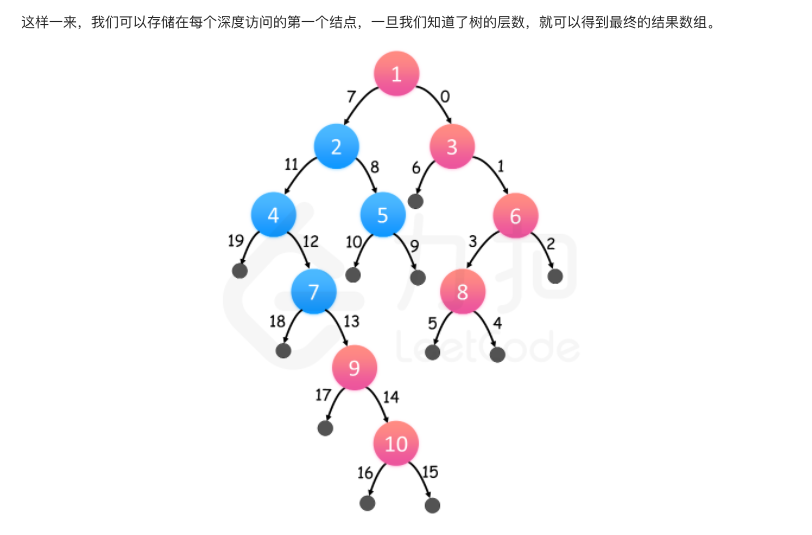 这样一来，我们可以存储在每个深度访问的第一个结点，一旦我们知道了树的层数，就可以得到最终的结果数组。
1
7 0
2 3
11 8 6 1
4 5 6
19 12 10 9 3 2
7 8
18 13 5 4
9
17 14
10
16 15
力扣
LeetCode